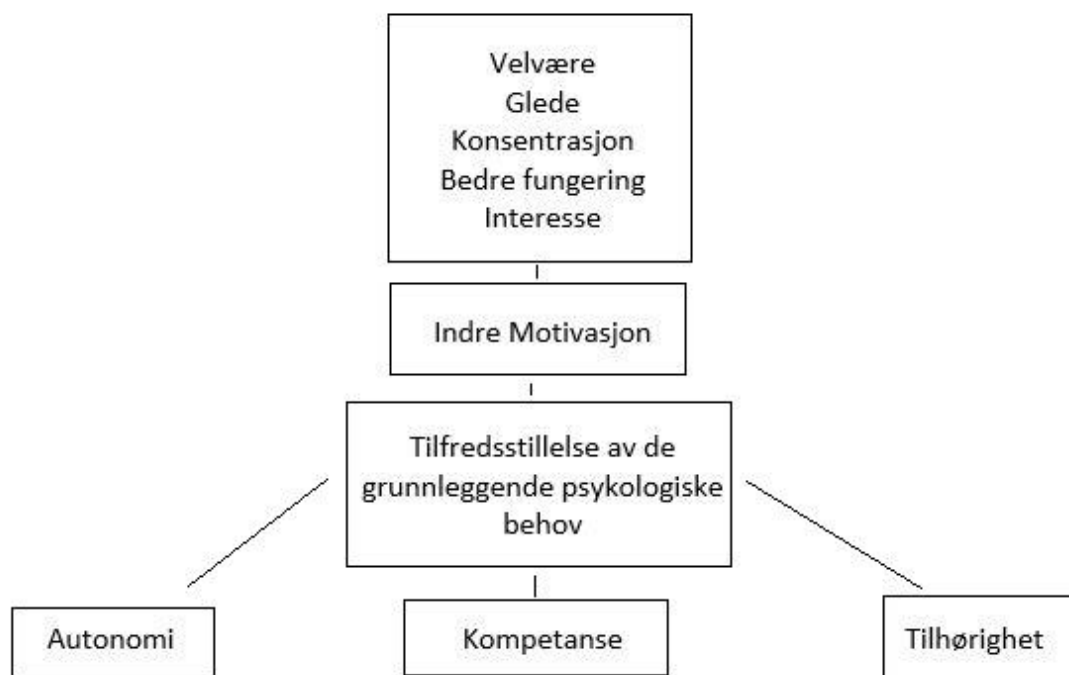 Velvære
Glede
Konsentrasjon
Bedre fungering
Interesse
Indre Motivasjon
Tilfredsstillelse av de
grunnleggende psykologiske
behov
Autonomi
Kompetanse
Tilhørighet